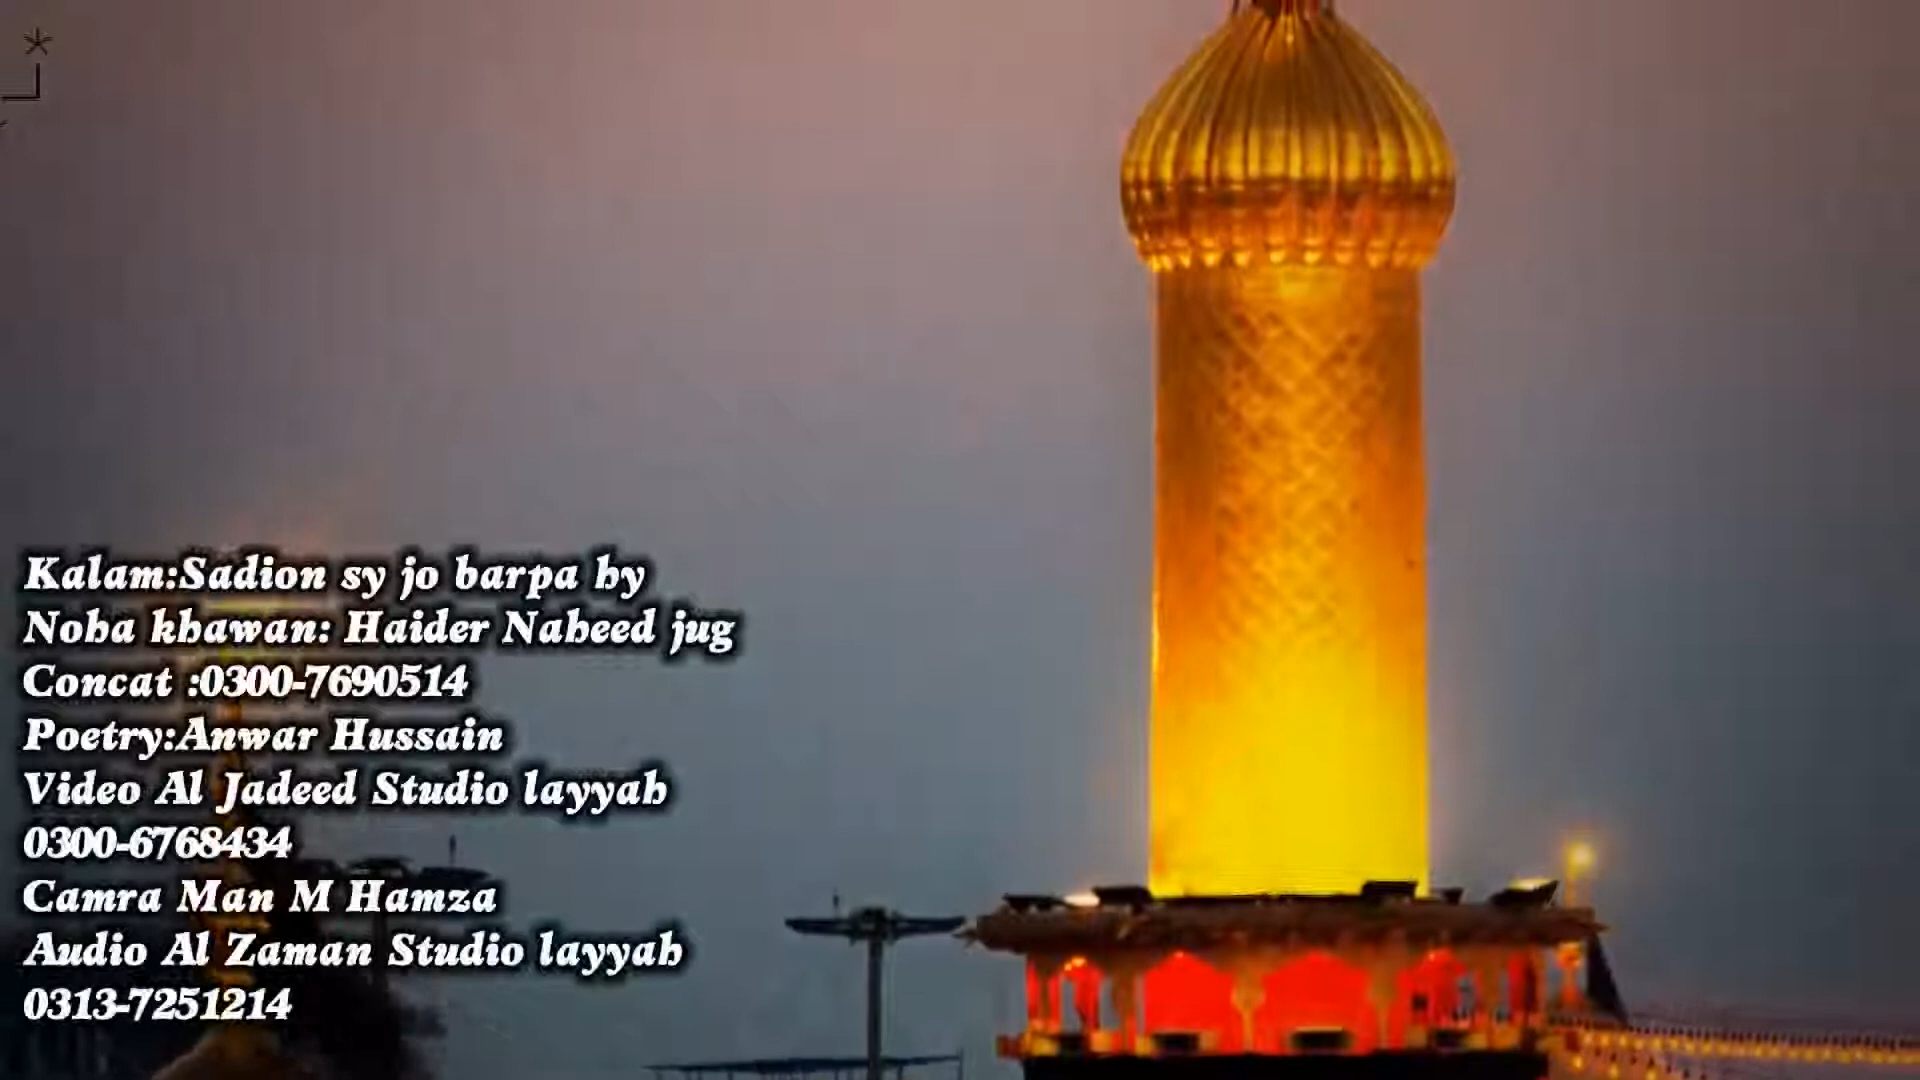 Kalam:Sadion sy jo barpa hy
Noha khawan: Haider Naheed jug
Concat :0300-7690514
Poetry:Anwar Hussain
Video Al Jadeed Studio layyah
0300-6768434
Camra Man M Hamza
Audio Al Zaman Studio layyah
0313-7251214